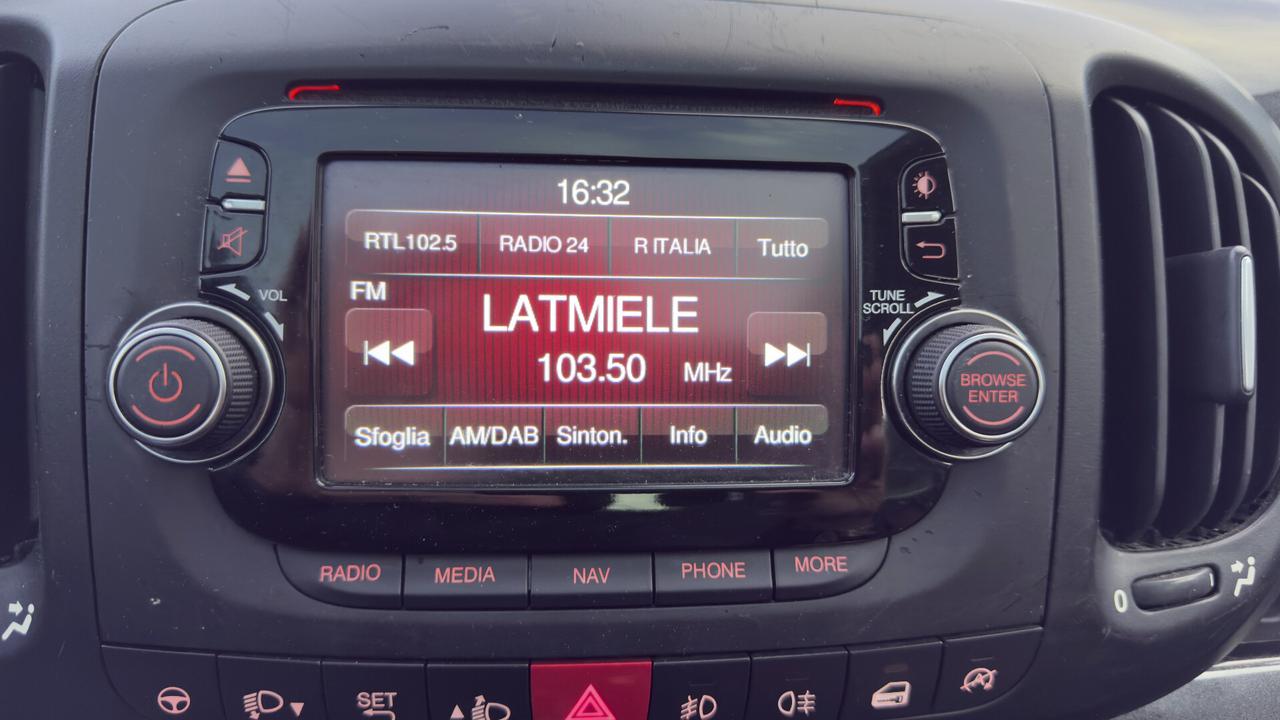 16:32
RTL102.5 RADIO 24 R ITALIA Tutto
FM
LATMIELE
103.50 MHz
Sfoglia AM/DAB Sinton. Info Audio
VOL
TUNE
SCROLL
BROWSE
ENTER
RADIO MEDIA NAV PHONE MORE
0
SET